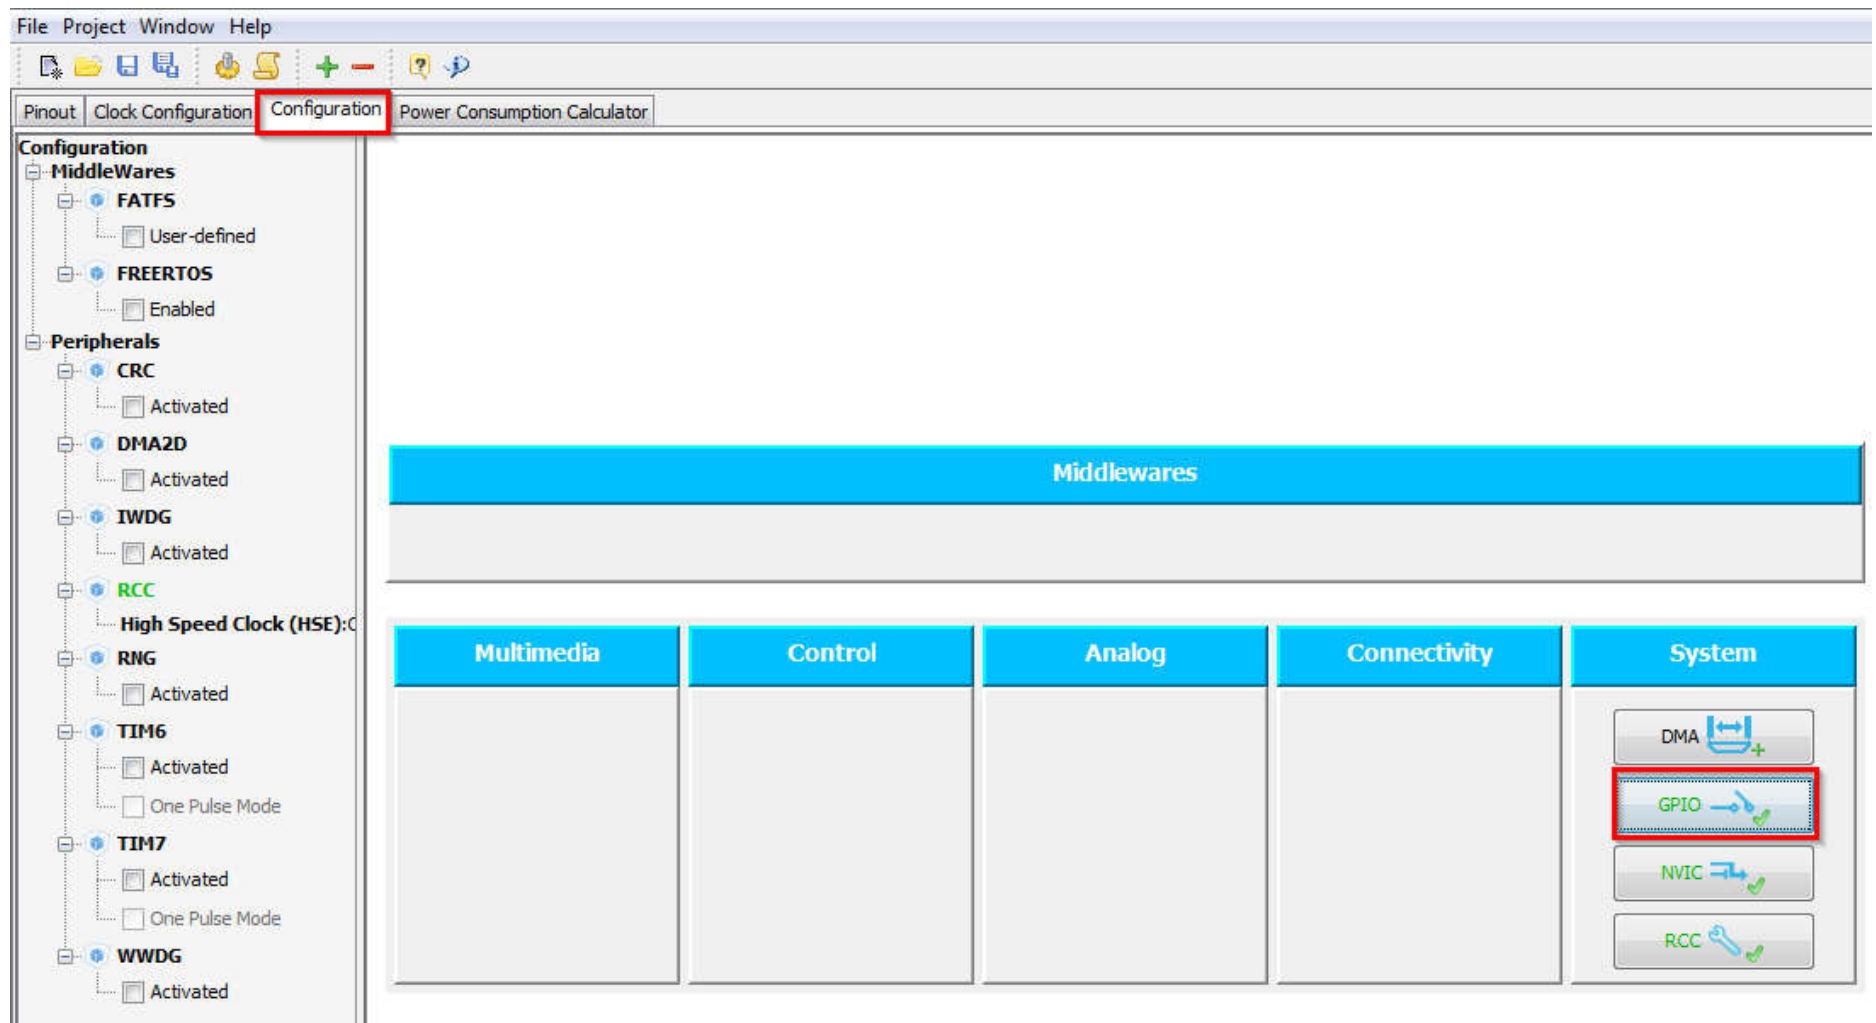 File Project Window Help
Pinout Clock Configuration Configuration Power Consumption Calculator
Configuration
MiddleWares
FATFS
User-defined
FREERTOS
Enabled
Peripherals
CRC
Activated
DMA2D
Activated
IWDG
Activated
RCC
High Speed Clock (HSE):
RNG
Activated
TIM6
Activated
One Pulse Mode
TIM7
Activated
One Pulse Mode
WWDG
Activated
Middlewares
Multimedia Control Analog Connectivity System
DMA
GPIO
NVIC
RCC